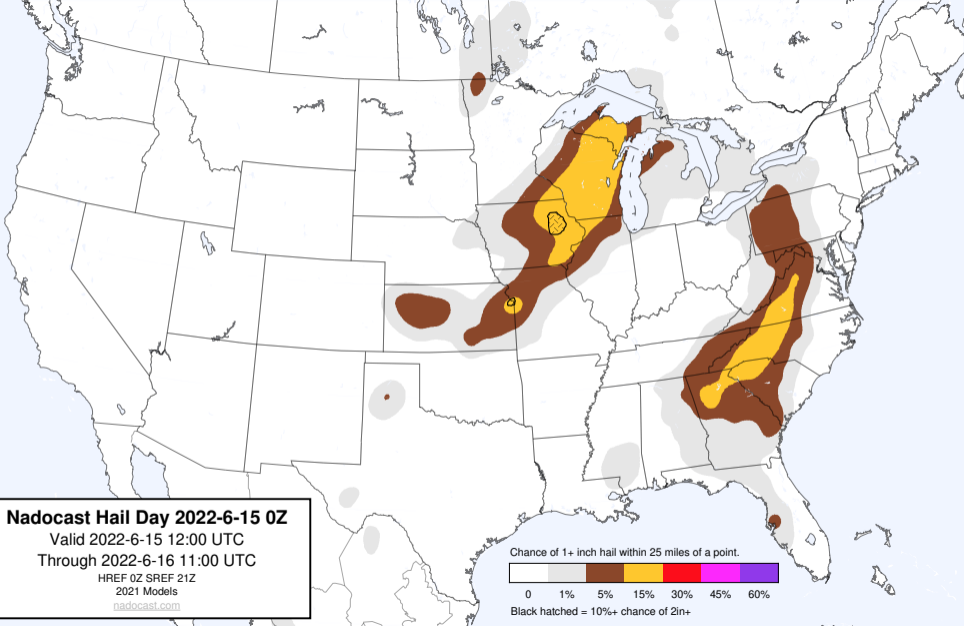 Nadocast Hail Day 2022-6-15 0Z
Valid 2022-6-15 12:00 UTC
Through 2022-6-16 11:00 UTC
HREF 0Z SREF 21Z
2021 Models
nadocast.com
Chance of 1+ inch hail within 25 miles of a point.
0 1% 5% 15% 30% 45% 60%
Black hatched = 10%+ chance of 2in+